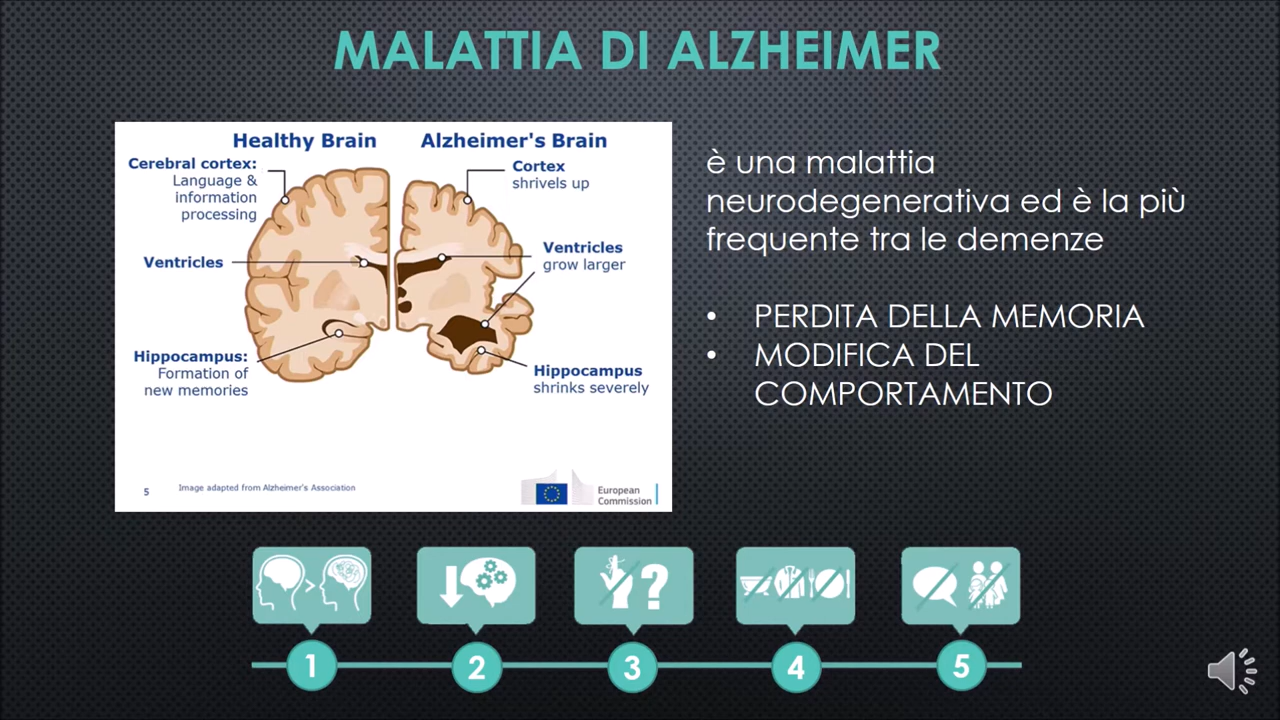 MALATTIA DI ALZHEIMER
Healthy Brain
Alzheimer's Brain
Cerebral cortex:
Language &
information
processing
Cortex
shrivels up
Ventricles
Ventricles
grow larger
Hippocampus:
Formation of
new memories
Hippocampus
shrinks severely
5
Image adapted from Alzheimer's Association
European
Commission
è una malattia
neurodegenerativa ed è la più
frequente tra le demenze
• PERDITA DELLA MEMORIA
• MODIFICA DEL
COMPORTAMENTO
>
?
1
2
3
4
5